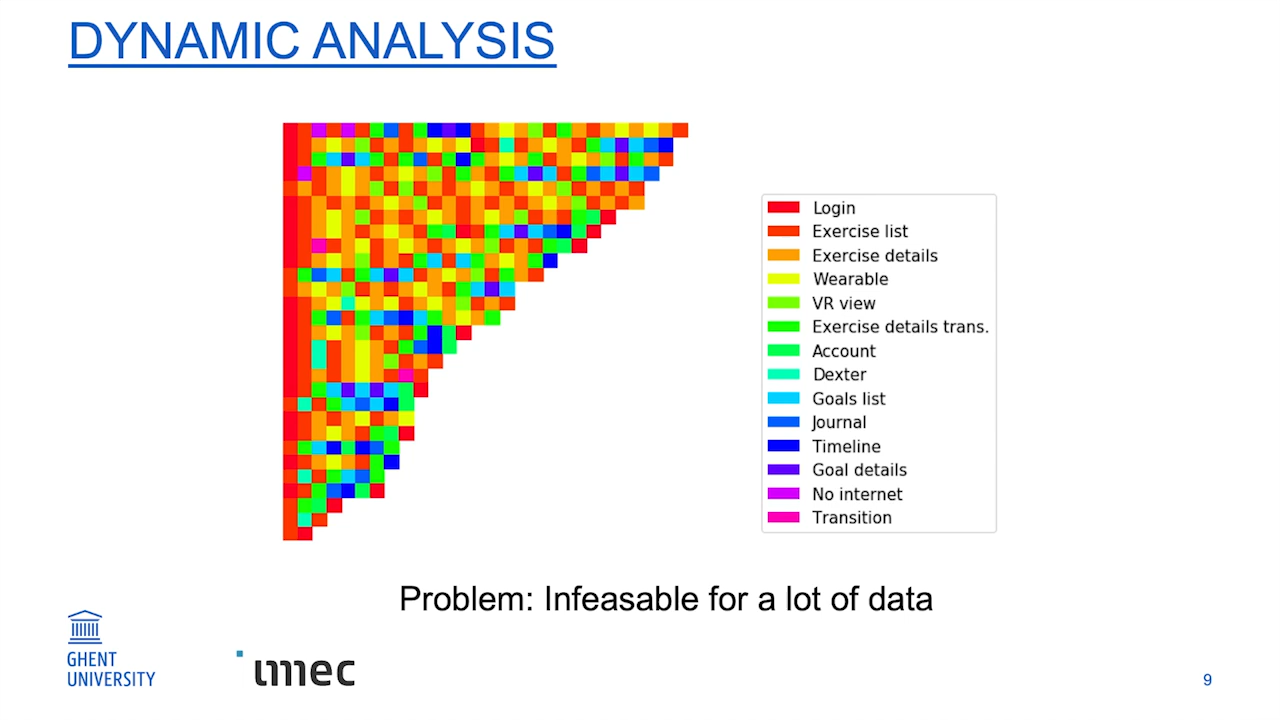 DYNAMIC ANALYSIS
Login
Exercise list
Exercise details
Wearable
VR view
Exercise details trans.
Account
Dexter
Goals list
Journal
Timeline
Goal details
No internet
Transition
Problem: Infeasable for a lot of data
GHENT
UNIVERSITY
imec
9